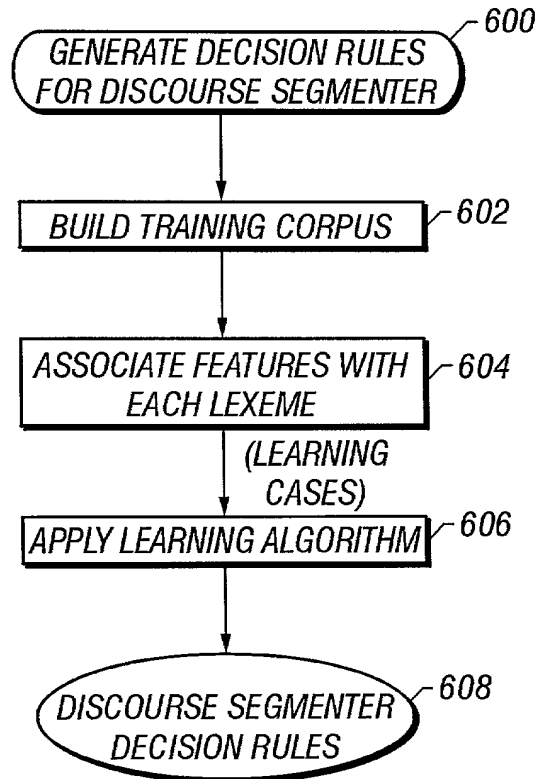 600
GENERATE DECISION RULES
FOR DISCOURSE SEGMENTER
BUILD TRAINING CORPUS
602
ASSOCIATE FEATURES WITH
EACH LEXEME
604
(LEARNING
CASES)
APPLY LEARNING ALGORITHM
606
DISCOURSE SEGMENTER
DECISION RULES
608